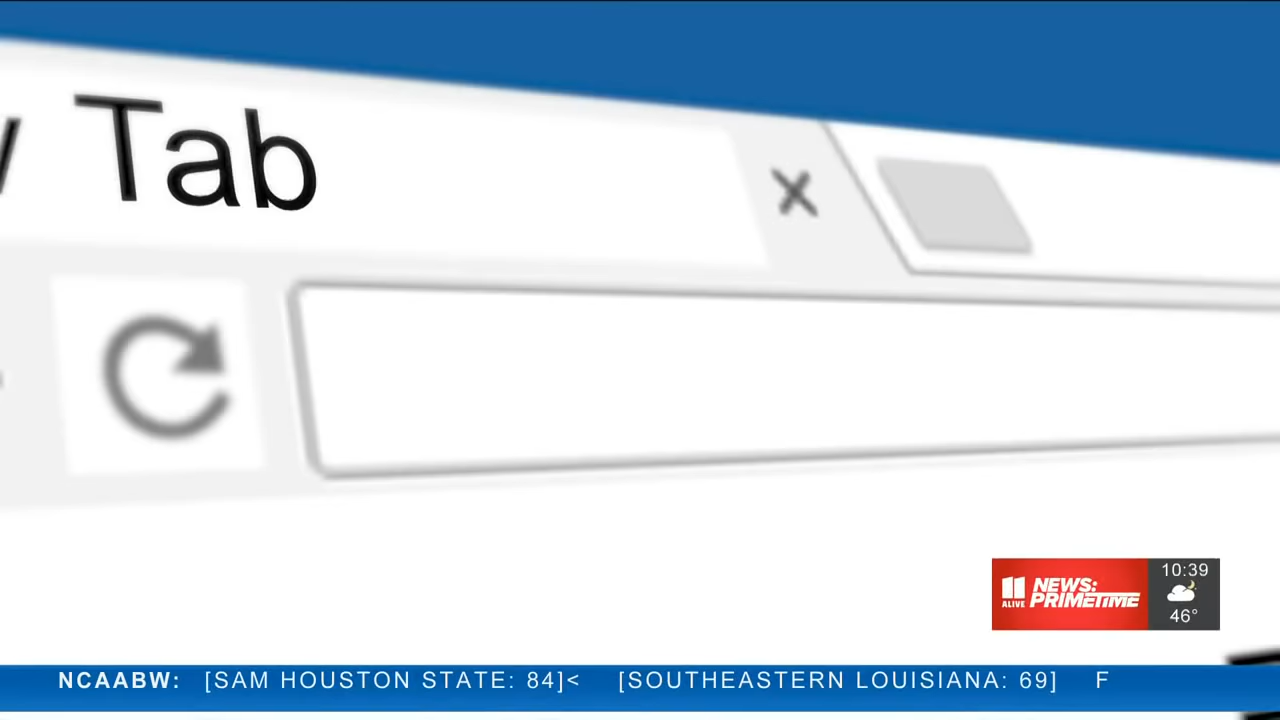 Tab
10:39
11 NEWS:
ALIVE PRIMETIME
46°
NCAABW: [SAM HOUSTON STATE: 84]< [SOUTHEASTERN LOUISIANA: 69] F